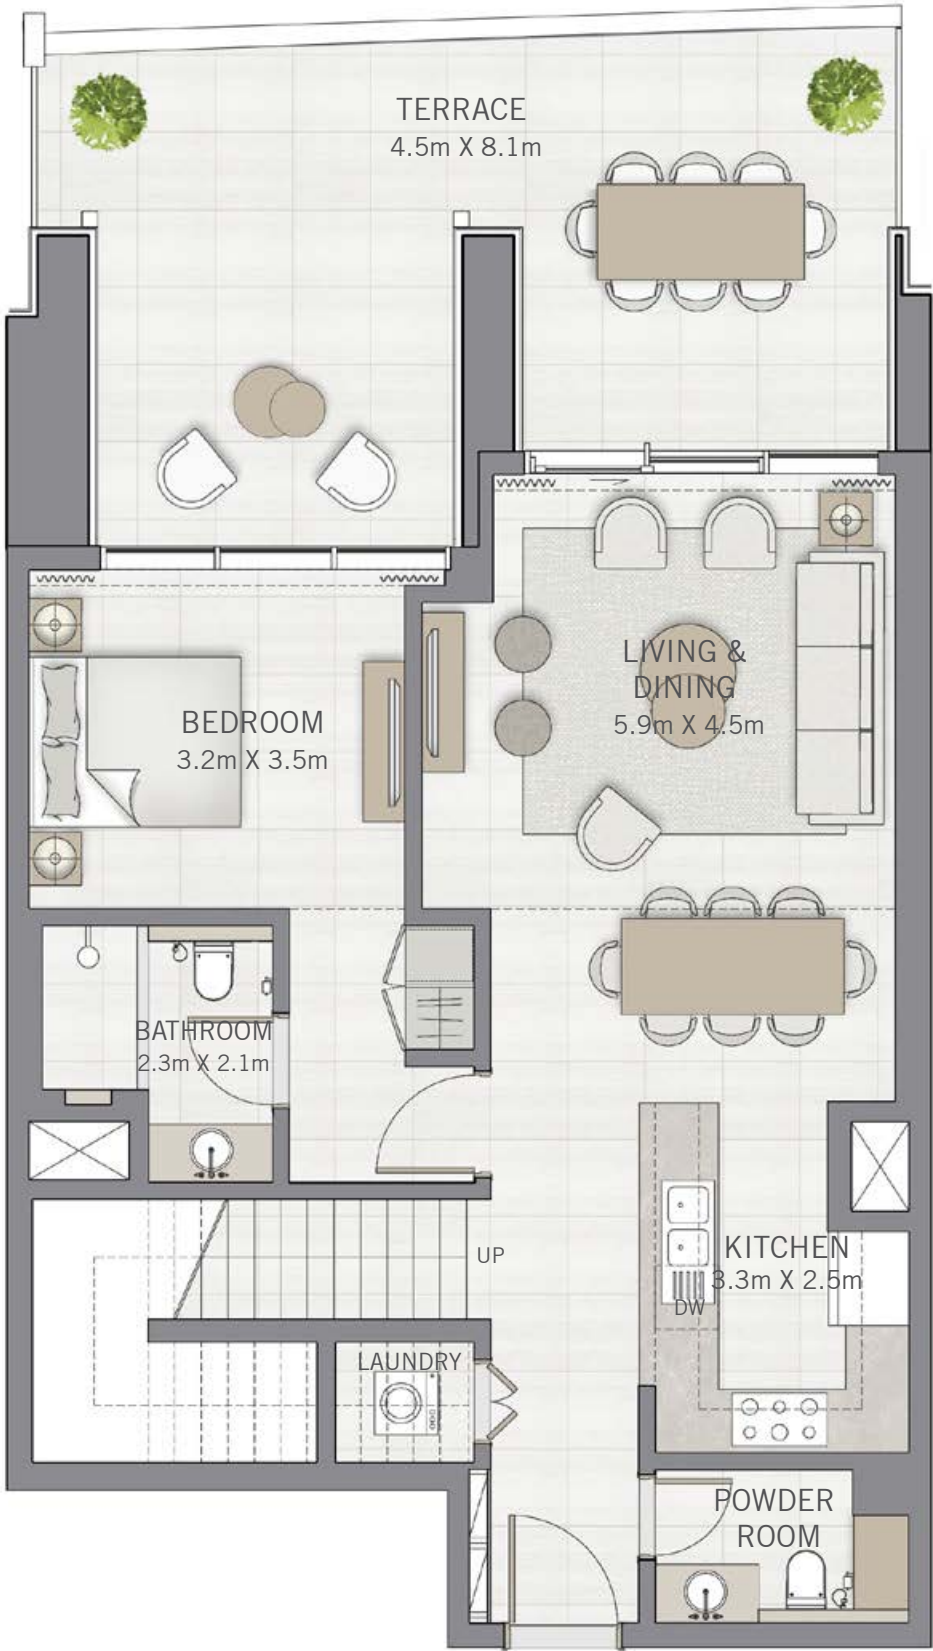 TERRACE
4.5m X 8.1m
LIVING &
DINING
5.9m X 4.5m
BEDROOM
3.2m X 3.5m
BATHROOM
2.3m X 2.1m
UP
KITCHEN
3.3m X 2.5m
DW
LAUNDRY
POWDER
ROOM